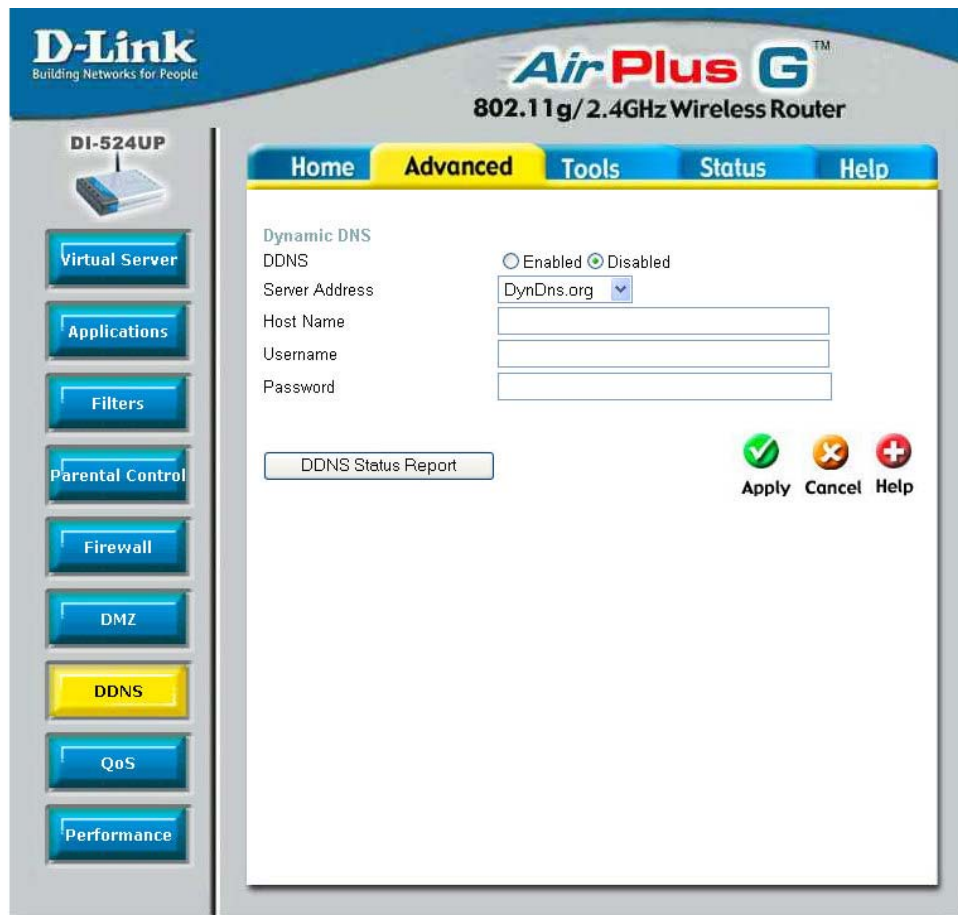 D-Link
Building Networks for People
Air Plus G™
802.11g/2.4GHz Wireless Router
DI-524UP
Home Advanced Tools Status Help
Virtual Server
Applications
Filters
Parental Control
Firewall
DMZ
DDNS
QoS
Performance
Dynamic DNS
DDNS Enabled Disabled
Server Address DynDns.org
Host Name
Username
Password
DDNS Status Report
Apply Cancel Help